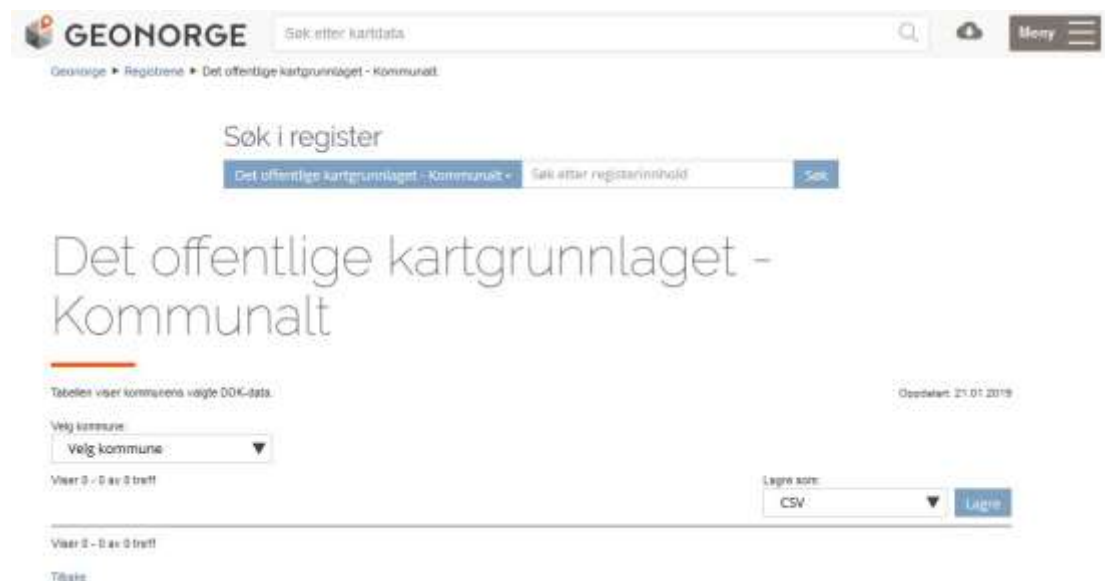 GEONORGE
Søk etter kartdata
Meny
Geonorge ▶ Registrene ▶ Det offentlige kartgrunnlaget - Kommunalt
Søk i register
Det offentlige kartgrunnlaget - Kommunalt
Søk etter registerinnhold
Søk
Det offentlige kartgrunnlaget -
Kommunalt
Tabellen viser kommunens valgte DOK-data.
Oppdatert: 21.01.2019
Velg kommune:
Velg kommune
Viser 0 - 0 av 0 treff
Lagre som:
CSV
Lagre
Viser 0 - 0 av 0 treff
Tilbake